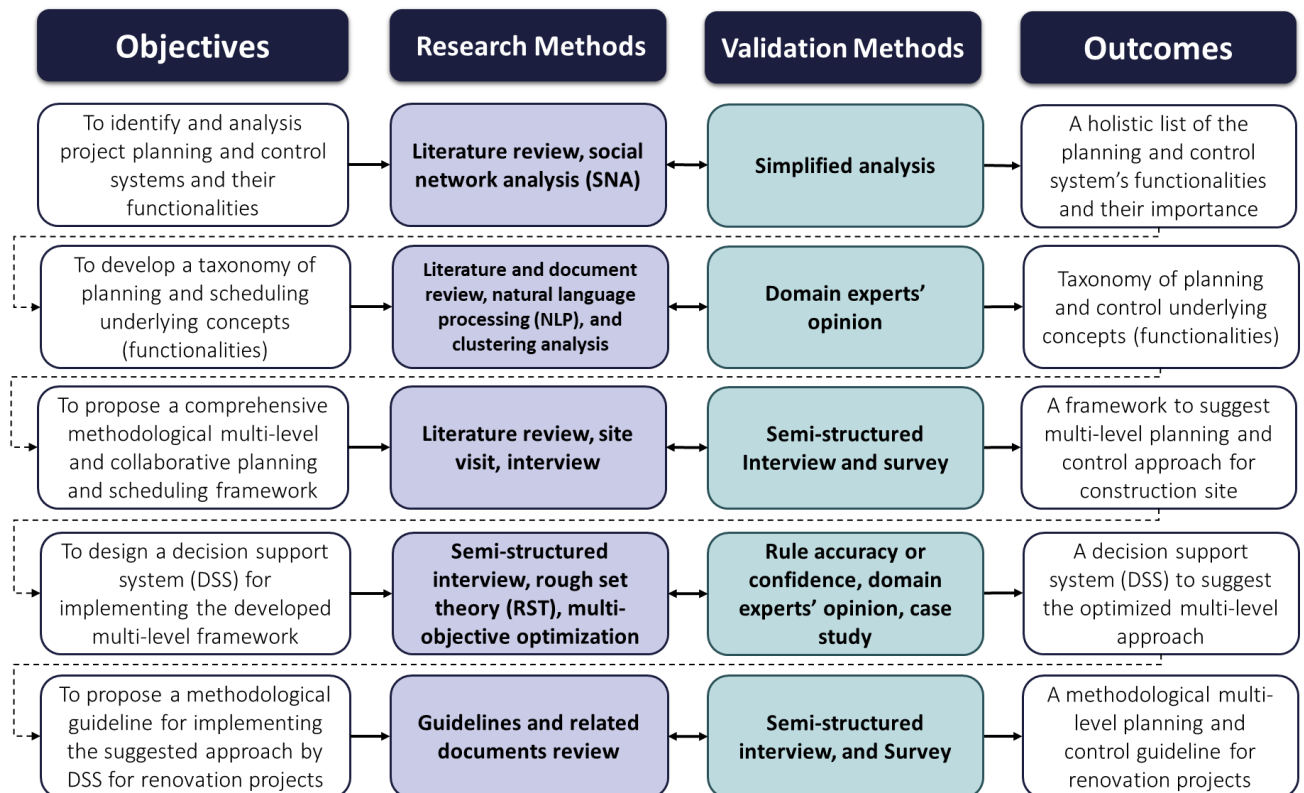 Objectives
Research Methods
Validation Methods
Outcomes
To identify and analysis
project planning and control
systems and their
functionalities
Literature review, social
network analysis (SNA)
Simplified analysis
A holistic list of the
planning and control
system’s functionalities
and their importance
To develop a taxonomy of
planning and scheduling
underlying concepts
(functionalities)
Literature and document
review, natural language
processing (NLP), and
clustering analysis
Domain experts’
opinion
Taxonomy of planning
and control underlying
concepts (functionalities)
To propose a comprehensive
methodological multi-level
and collaborative planning
and scheduling framework
Literature review, site
visit, interview
Semi-structured
Interview and survey
A framework to suggest
multi-level planning and
control approach for
construction site
To design a decision support
system (DSS) for
implementing the developed
multi-level framework
Semi-structured
interview, rough set
theory (RST), multi-
objective optimization
Rule accuracy or
confidence, domain
experts’ opinion, case
study
A decision support
system (DSS) to suggest
the optimized multi-level
approach
To propose a methodological
guideline for implementing
the suggested approach by
DSS for renovation projects
Guidelines and related
documents review
Semi-structured
interview, and Survey
A methodological multi-
level planning and
control guideline for
renovation projects